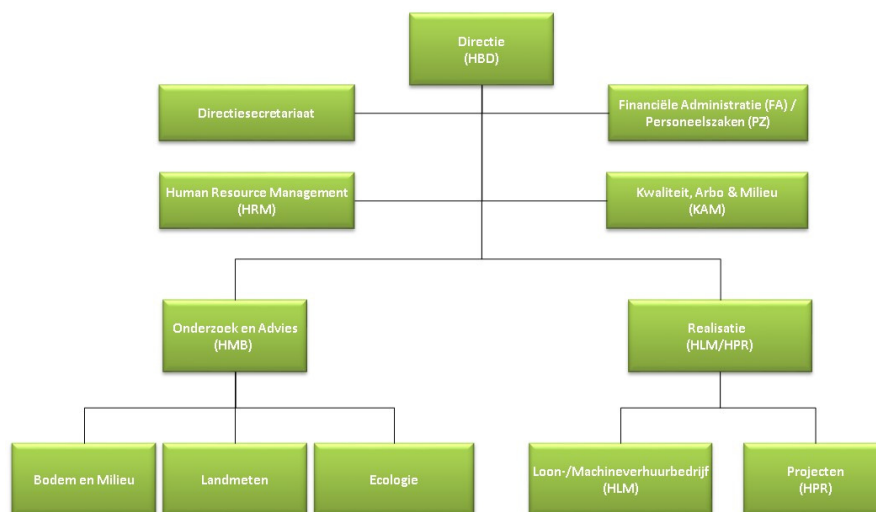 Directie
(HBD)
Directiesecretariaat
Financiële Administratie (FA) /
Personeelszaken (PZ)
Human Resource Management
(HRM)
Kwaliteit, Arbo & Milieu
(KAM)
Onderzoek en Advies
(HMB)
Realisatie
(HLM/HPR)
Bodem en Milieu
Landmeten
Ecologie
Loon-/Machineverhuurbedrijf
(HLM)
Projecten
(HPR)